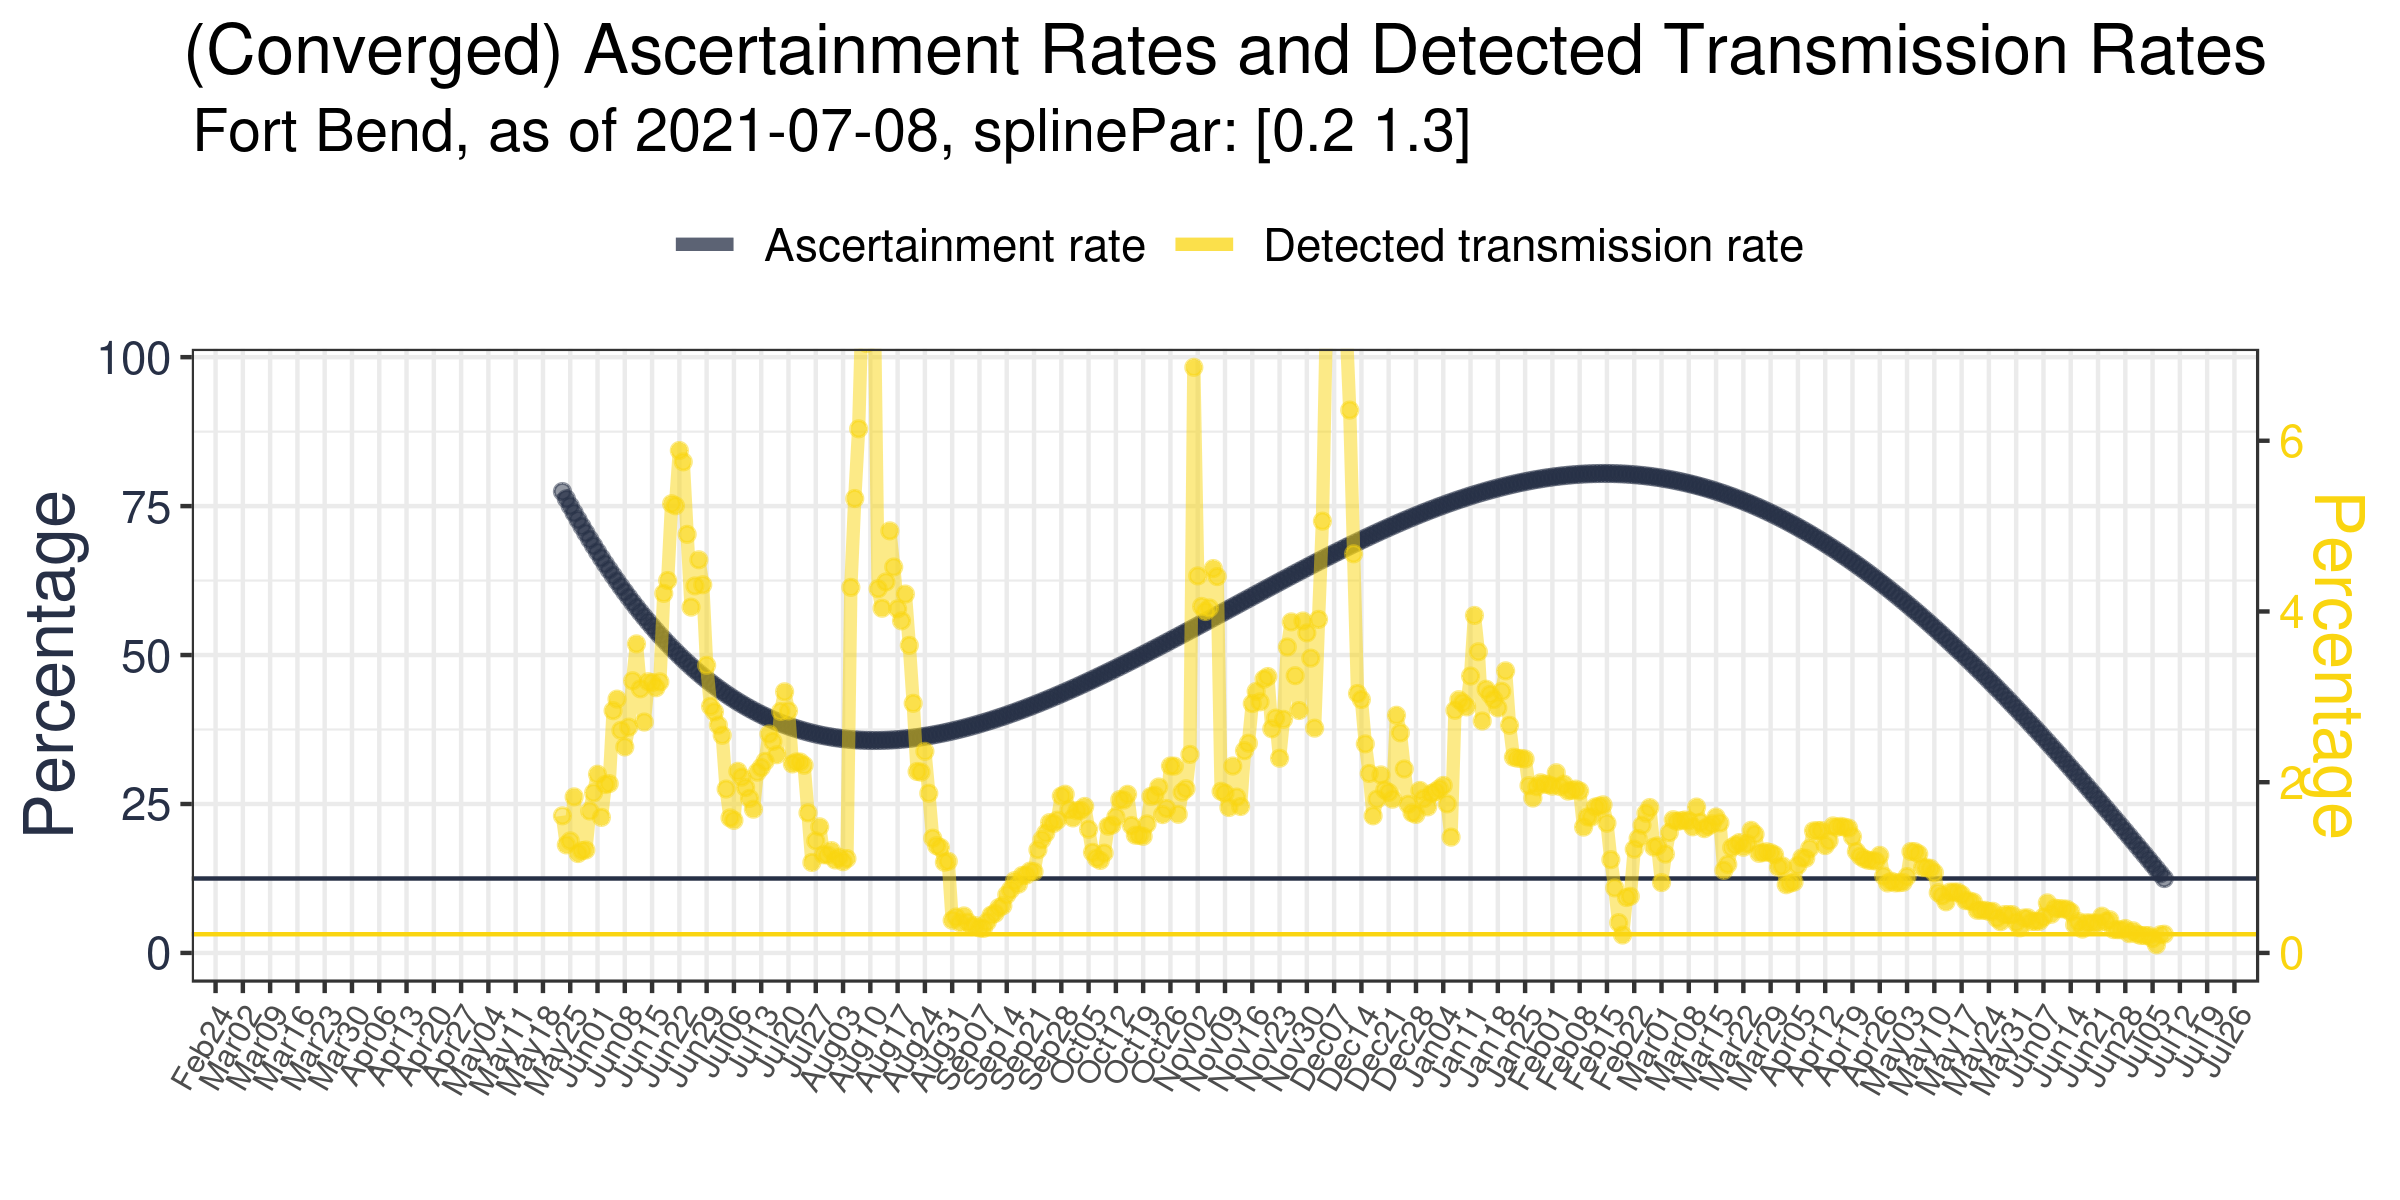 (Converged) Ascertainment Rates and Detected Transmission Rates
Fort Bend, as of 2021-07-08, splinePar: [0.2 1.3]
Ascertainment rate
Detected transmission rate
Percentage
100
75
50
25
0
6
4
2
0
Percentage
Feb24
Mar02
Mar09
Mar16
Mar23
Mar30
Apr06
Apr13
Apr20
Apr27
May04
May11
May18
May25
Jun01
Jun08
Jun15
Jun22
Jun29
Jul06
Jul13
Jul20
Jul27
Aug03
Aug10
Aug17
Aug24
Aug31
Sep07
Sep14
Sep21
Sep28
Oct05
Oct12
Oct19
Oct26
Nov02
Nov09
Nov16
Nov23
Nov30
Dec07
Dec14
Dec21
Dec28
Jan04
Jan11
Jan18
Jan25
Feb01
Feb08
Feb15
Feb22
Mar01
Mar08
Mar15
Mar22
Mar29
Apr05
Apr12
Apr19
Apr26
May03
May10
May17
May24
May31
Jun07
Jun14
Jun21
Jun28
Jul05
Jul12
Jul19
Jul26